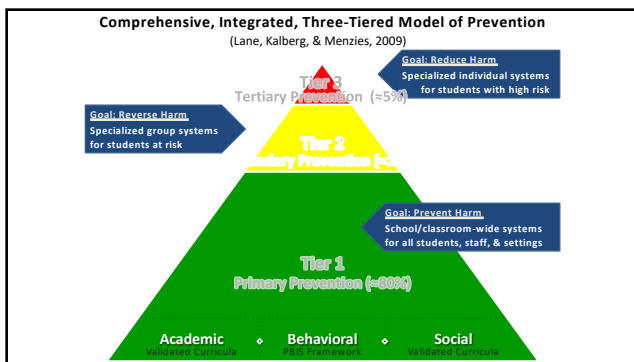 Comprehensive, Integrated, Three-Tiered Model of Prevention
(Lane, Kalberg, & Menzies, 2009)
Goal: Reduce Harm
Specialized individual systems
for students with high risk
Tier 3
Tertiary Prevention (≈5%)
Goal: Reverse Harm
Specialized group systems
for students at risk
Tier 2
ndary Prevention (≈
Goal: Prevent Harm
School/classroom-wide systems
for all students, staff, & settings
Tier 1
Primary Prevention (≈80%)
Academic ◇ Behavioral ◇ Social
Validated Curricula PBIS Framework Validated Curricula